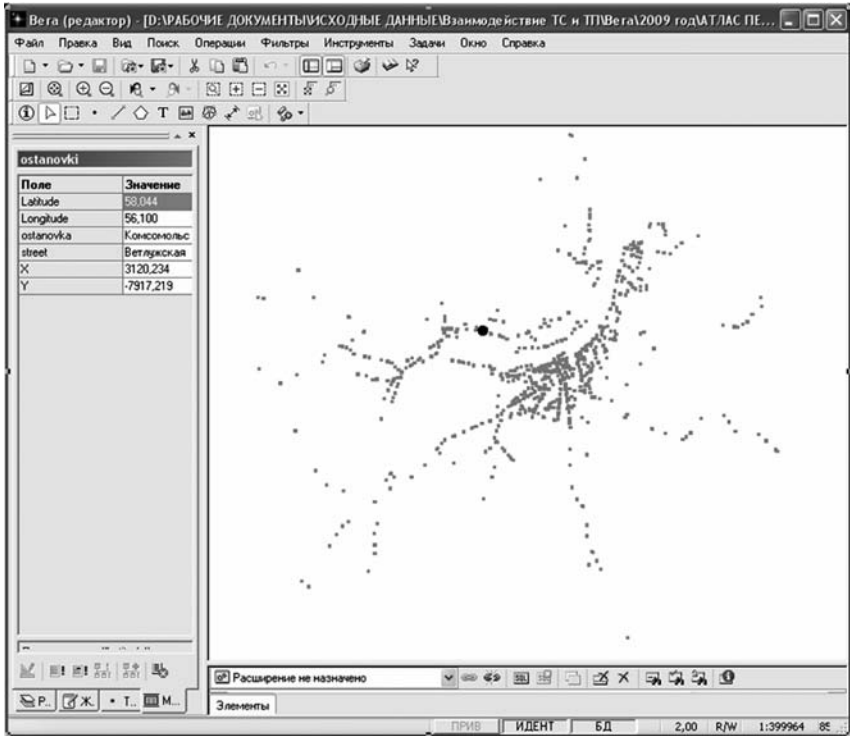 Вега (редактор) - [D:\РАБОЧИЕ ДОКУМЕНТЫ\ИСХОДНЫЕ ДАННЫЕ\Взаимодействие ТС и ТП\Вега\2009 год\АТЛАС ПЕ...
Файл Правка Вид Поиск Операции Фильтры Инструменты Задачи Окно Справка
ostanovki
Поле Значение
Latitude 58,044
Longitude 56,100
ostanovka Комсомольс
street Ветлужская
X 3120,234
Y -7917,219
Расширение не назначено
Р.. Ж. Т.. М...
Элементы
ПРИВ ИДЕНТ БД 2,00 R/W 1:399964 85